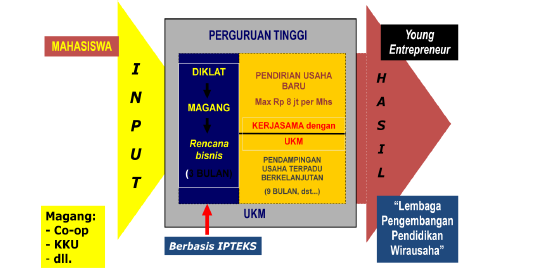 MAHASISWA
INPUT
PERGURUAN TINGGI
DIKLAT
MAGANG
Rencana
bisnis
BULAN)
PENDIRIAN USAHA
BARU
Max Rp 8 jt per Mhs
KERJASAMA dengan
UKM
PENDAMPINGAN
USAHA TERPADU
BERKELANJUTAN
(9 BULAN, dst...)
UKM
Berbasis IPTEKS
HASIL
Young
Entrepreneur
"Lembaga
Pengembangan
Pendidikan
Wirausaha"
Magang:
- Co-op
- KKU
- dll.